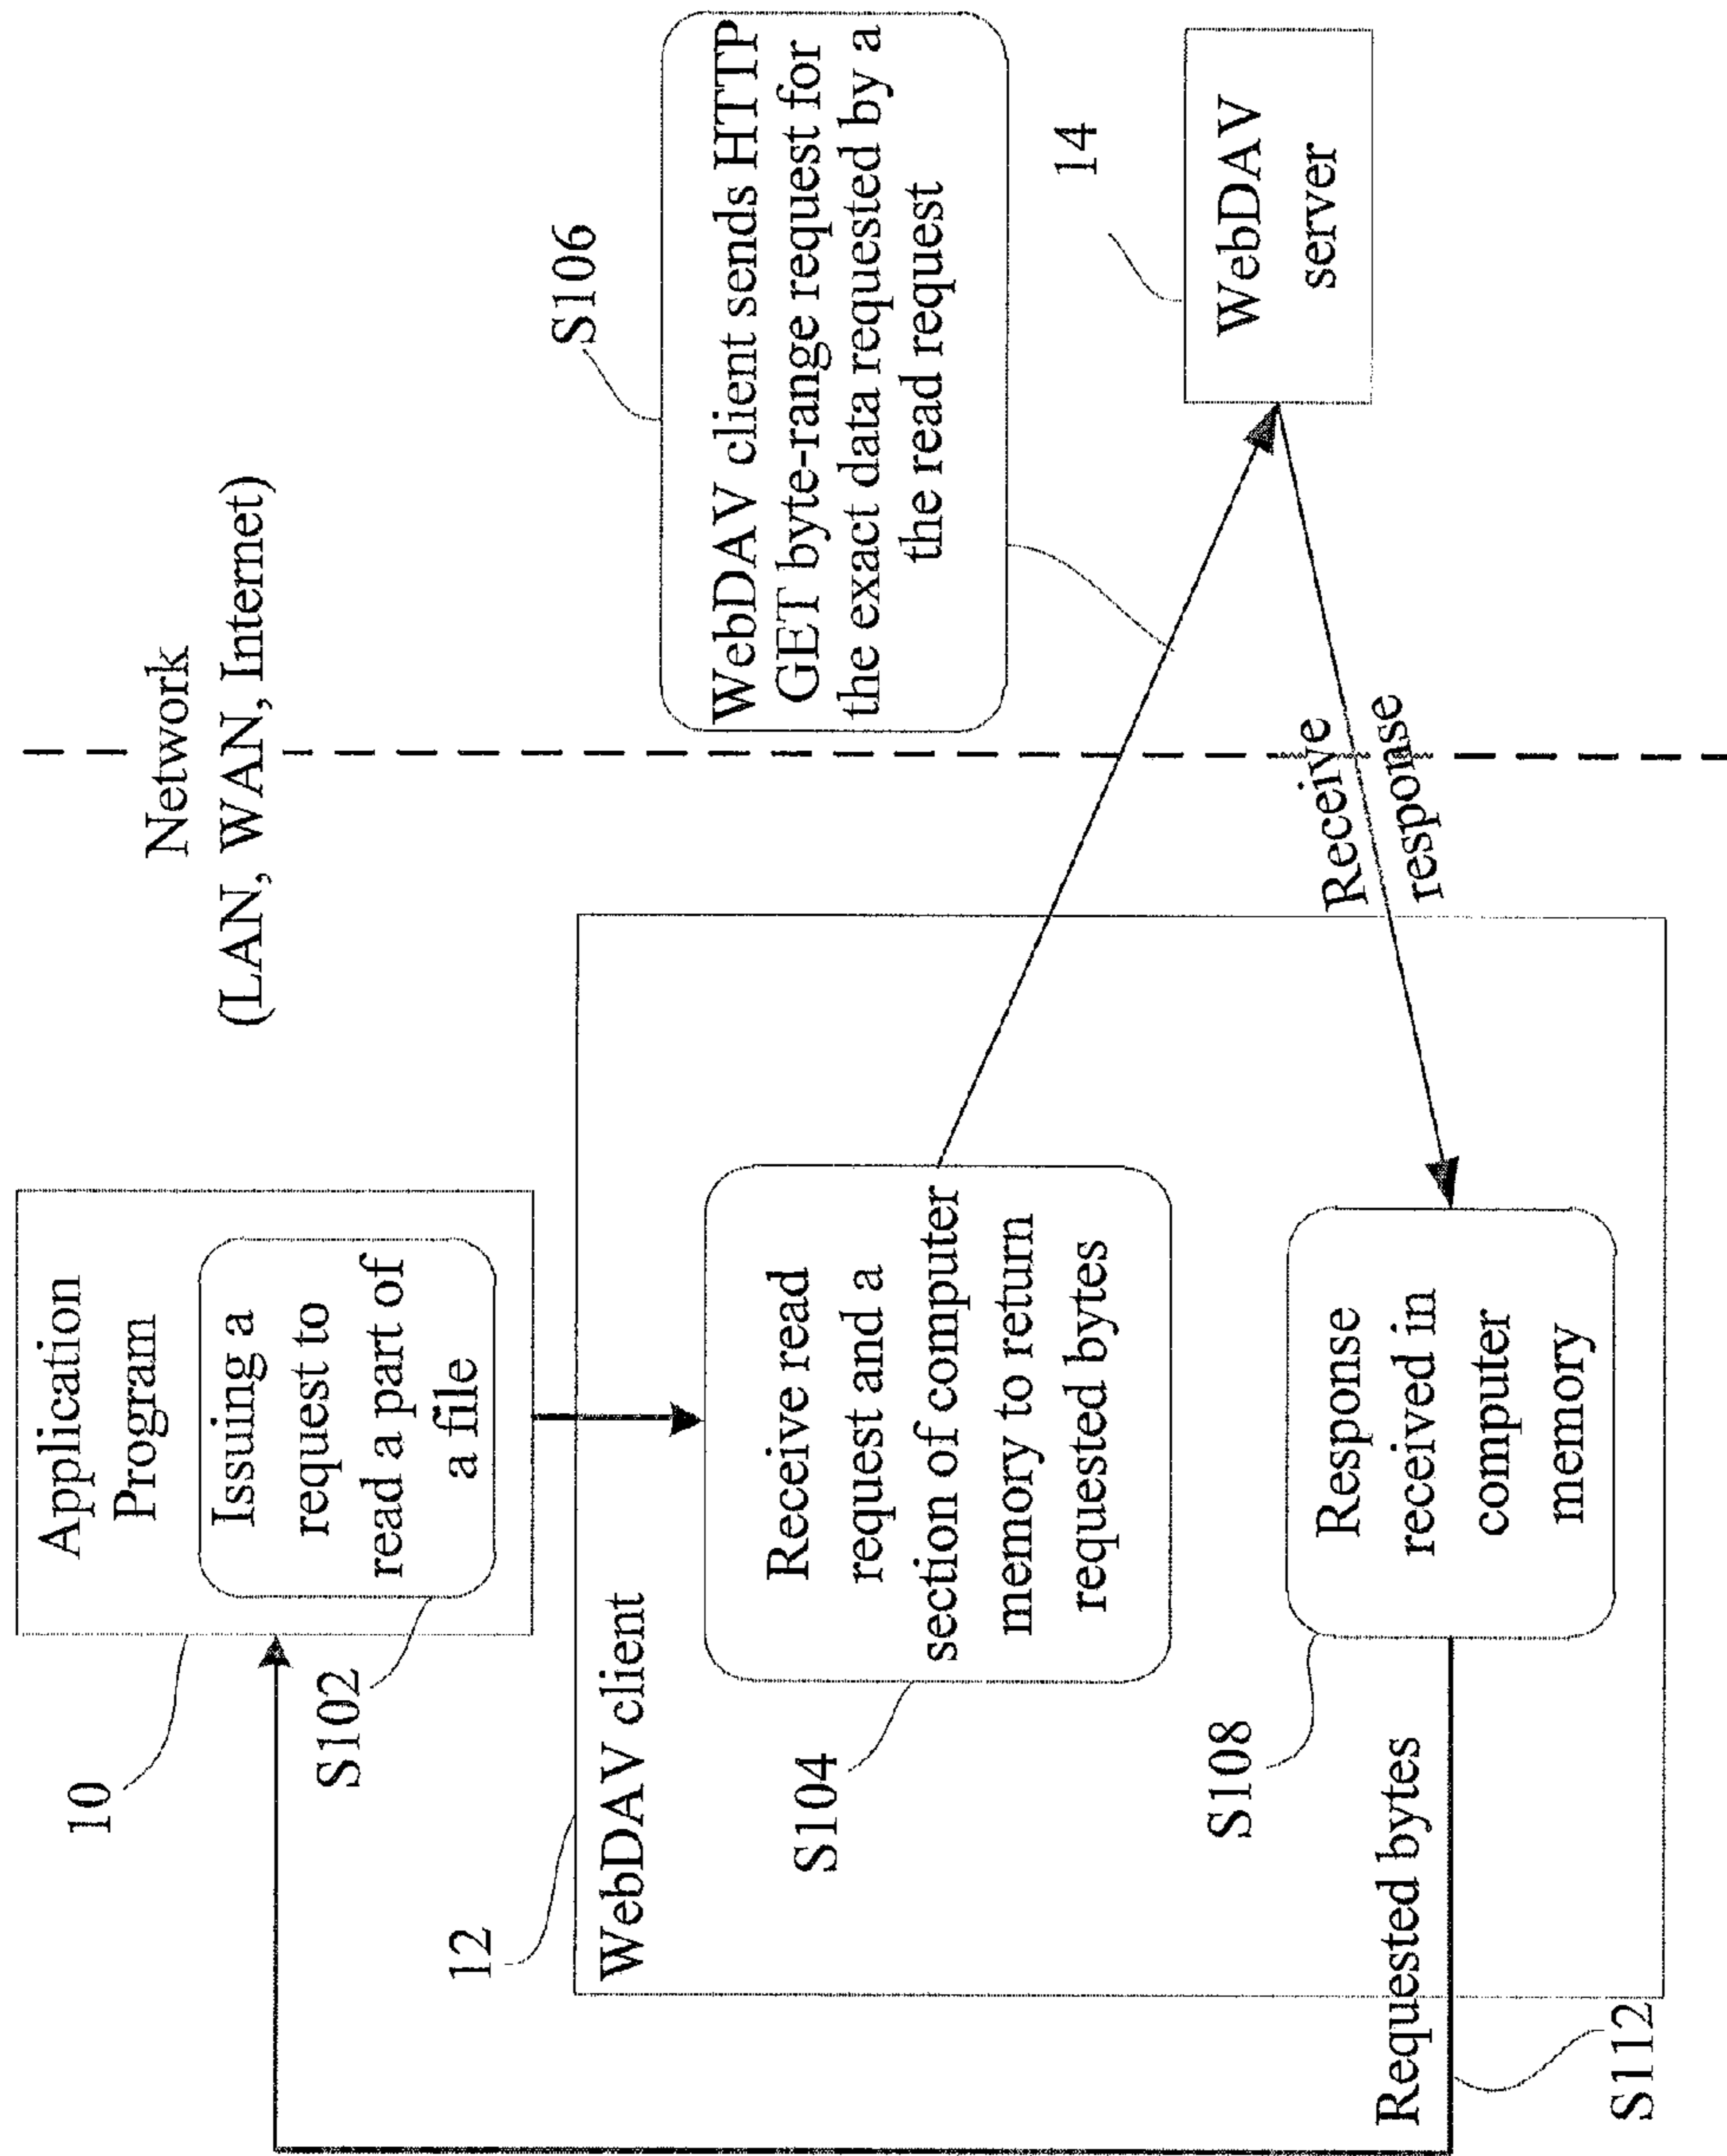 Application
Program
10
Issuing a
request to
read a part of
a file
S102
Network
(LAN, WAN, Internet)
12
WebDAV client
Receive read
request and a
section of computer
memory to return
requested bytes
S104
S106
WebDAV client sends HTTP
GET byte-range request for
the exact data requested by a
the read request
14
WebDAV
server
Receive
response
Response
received in
computer
memory
S108
Requested bytes
S112